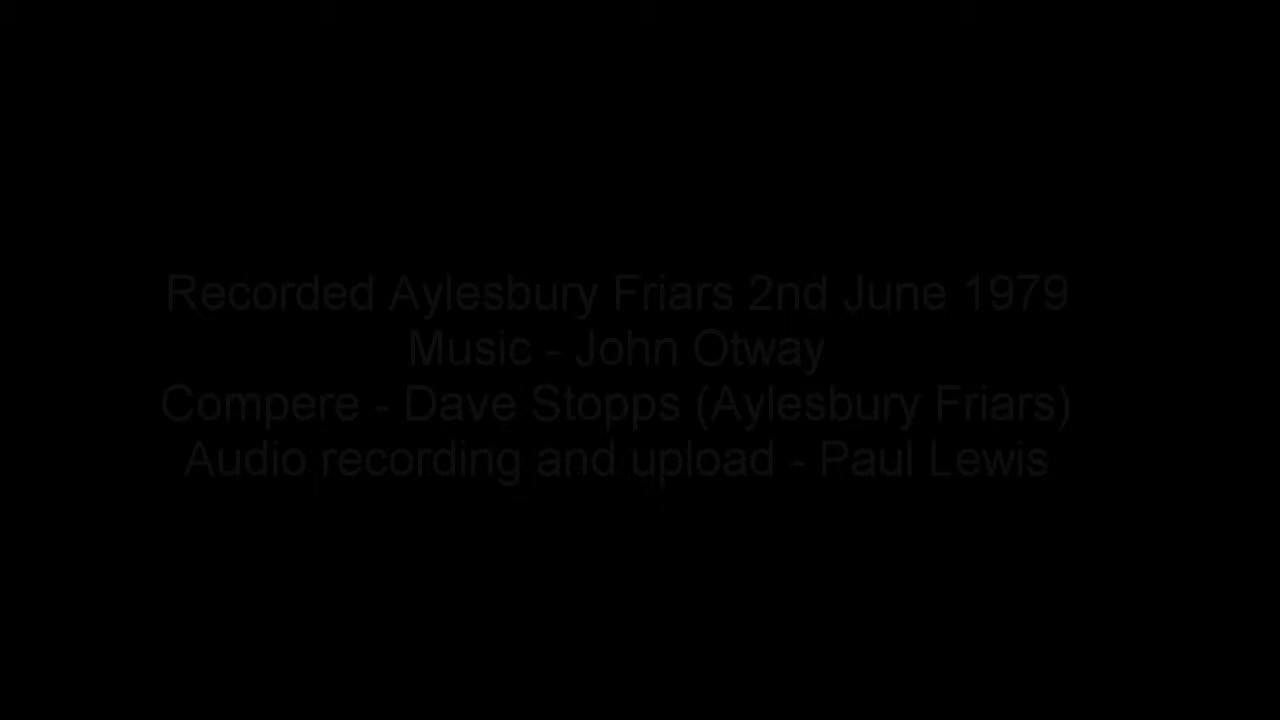 Recorded Aylesbury Friars 2nd June 1979
Music - John Otway
Compere - Dave Stopps (Aylesbury Friars)
Audio recording and upload - Paul Lewis